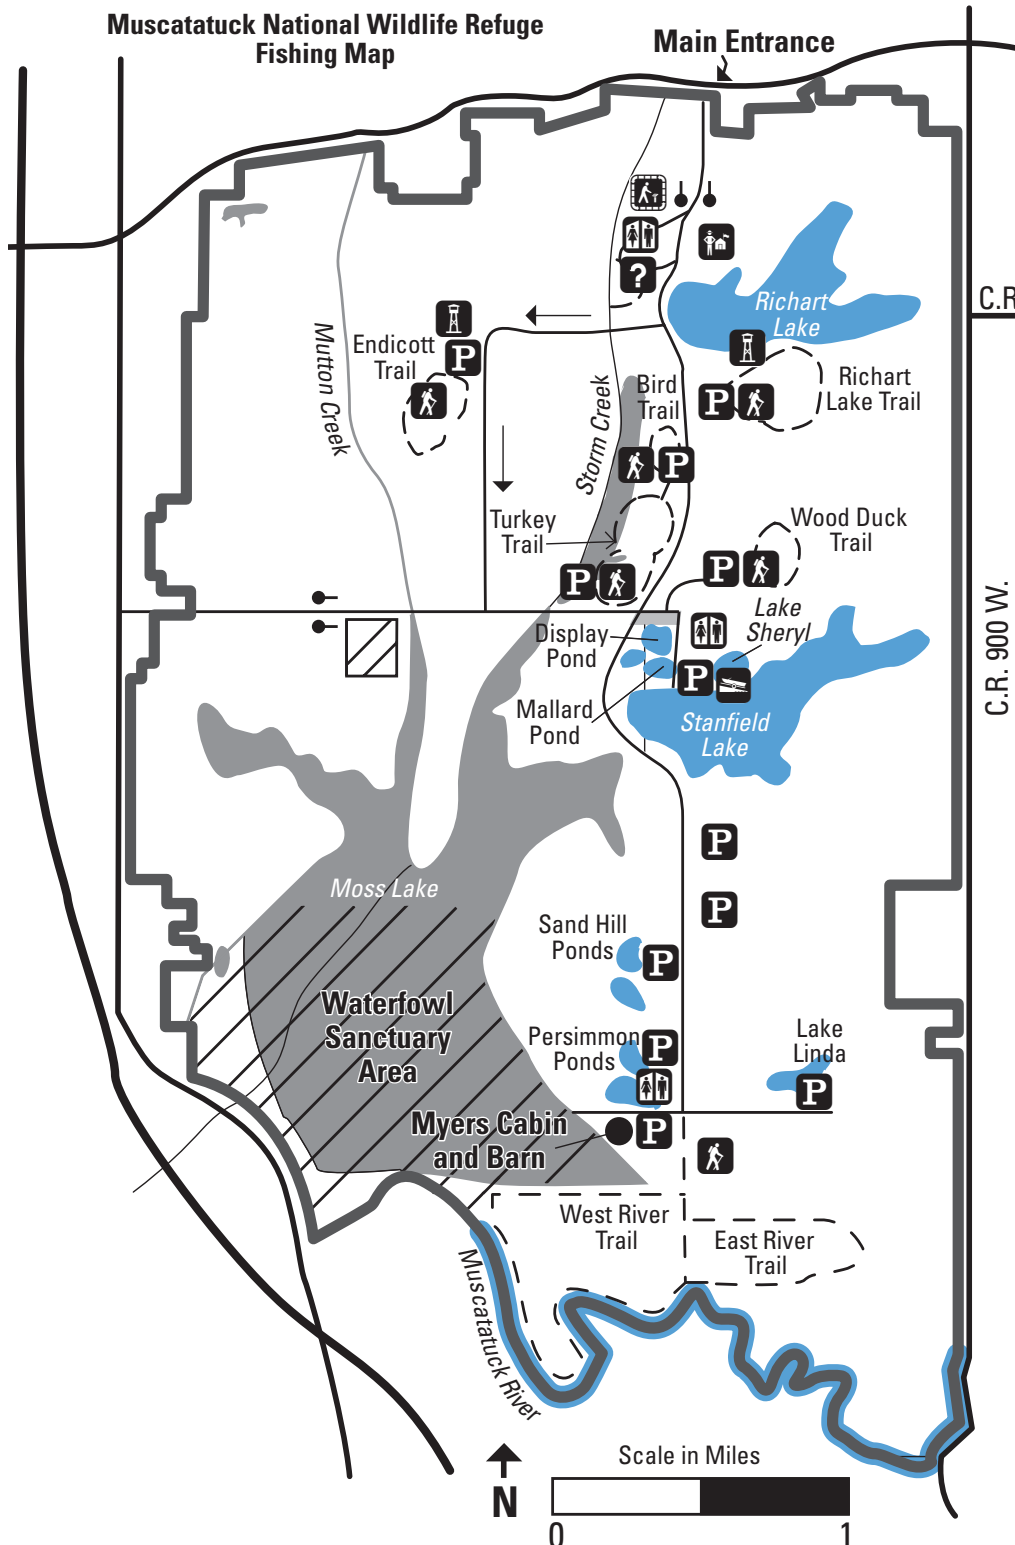 Muscatatuck National Wildlife Refuge
Fishing Map
Main Entrance
?
Richart
Lake
C.R
Endicott
Trail
P
Mutton Creek
Storm Creek
Bird
Trail
Richart
Lake Trail
P
P
Turkey
Trail
Wood Duck
Trail
P
P
Lake
Sheryl
Display
Pond
P
Mallard
Pond
Stanfield
Lake
C.R. 900 W.
P
Moss Lake
P
Sand Hill
Ponds
P
Waterfowl
Sanctuary
Area
Persimmon
Ponds
P
Lake
Linda
P
Myers Cabin
and Barn
P
West River
Trail
East River
Trail
Muscatatuck River
Scale in Miles
N
0 1